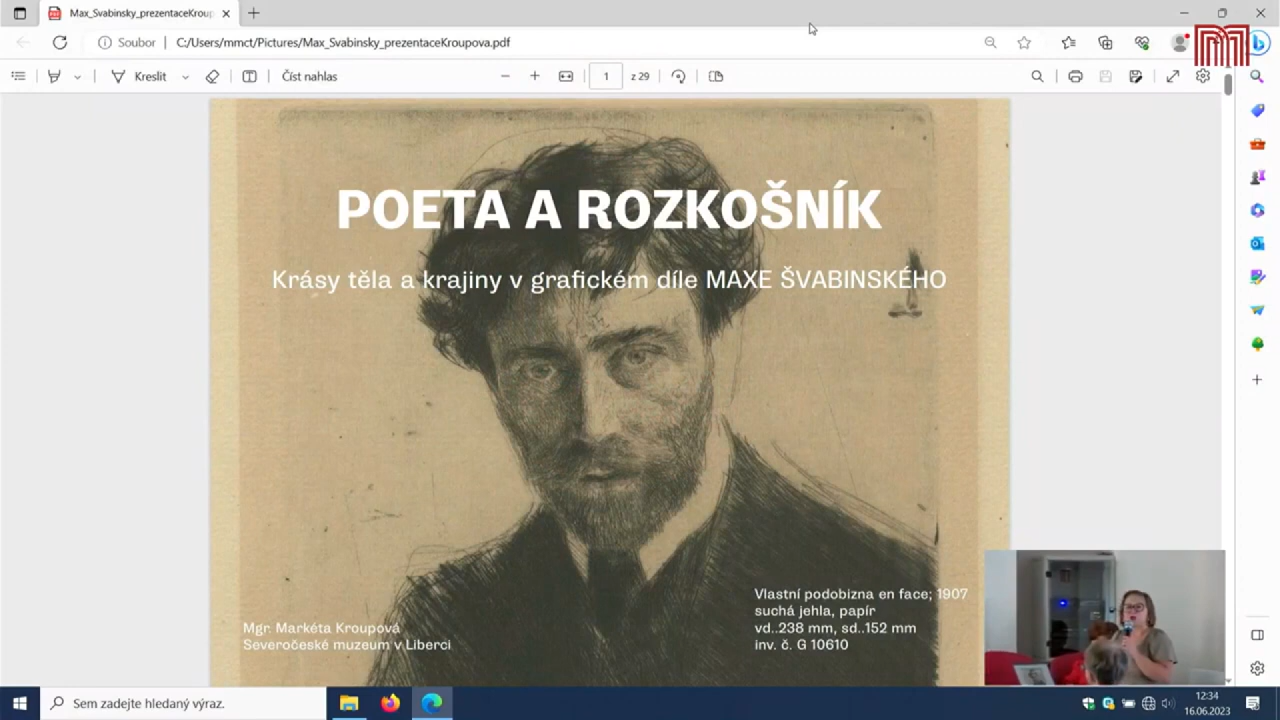 Max_Svabinsky_prezentaceKroup
Soubor
C:/Users/mmct/Pictures/Max_Svabinsky_prezentaceKroupova.pdf
Kreslit
Číst nahlas
1
z 29
POETA A ROZKOŠNÍK
Krásy těla a krajiny v grafickém díle MAXE ŠVABINSKÉHO
Vlastní podobizna en face; 1907
suchá jehla, papír
vd..238 mm, sd..152 mm
inv. č. G 10610
Mgr. Markéta Kroupová
Severočeské muzeum v Liberci
Sem zadejte hledaný výraz.
12:34
16.06.2023